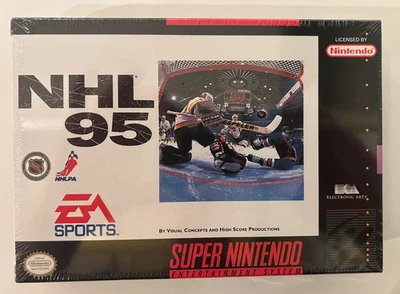 LICENSED BY
Nintendo
NHL
95
NHLPA
EA
SPORTS
BY VISUAL CONCEPTS AND HIGH SCORE PRODUCTIONS
ELECTRONIC ARTS
SUPER NINTENDO
ENTERTAINMENT SYSTEM